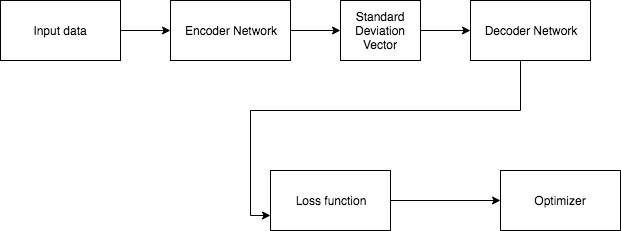 Input data
Encoder Network
Standard
Deviation
Vector
Decoder Network
Loss function
Optimizer